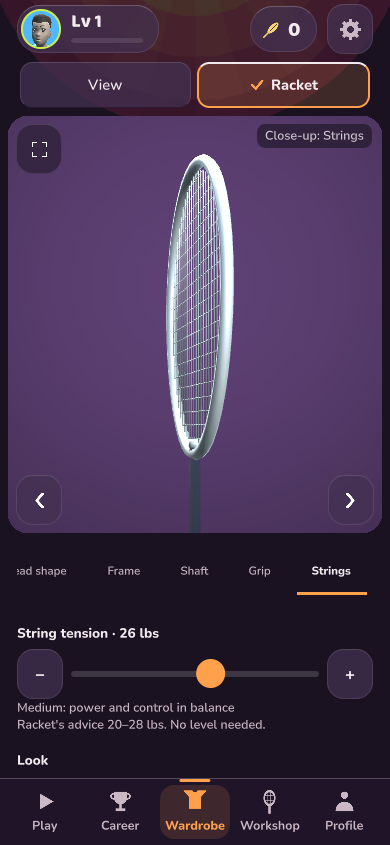 Lv 1
0
View
Racket
Close-up: Strings
ead shape
Frame
Shaft
Grip
Strings
String tension · 26 lbs
−
+
Medium: power and control in balance
Racket's advice 20–28 lbs. No level needed.
Look
Play
Career
Wardrobe
Workshop
Profile